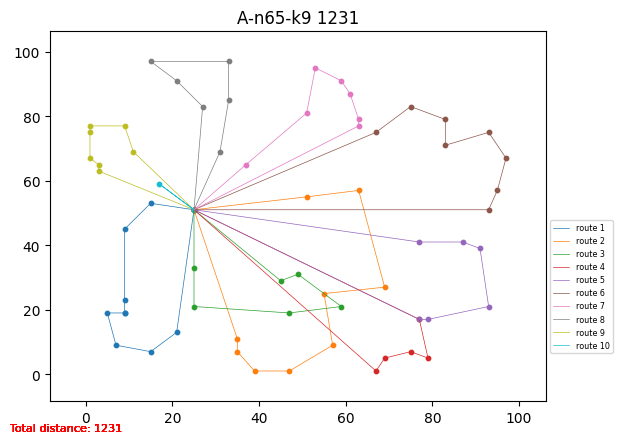 A-n65-k9 1231
100
80
60
40
20
0
0 20 40 60 80 100
route 1
route 2
route 3
route 4
route 5
route 6
route 7
route 8
route 9
route 10
Total distance: 1231